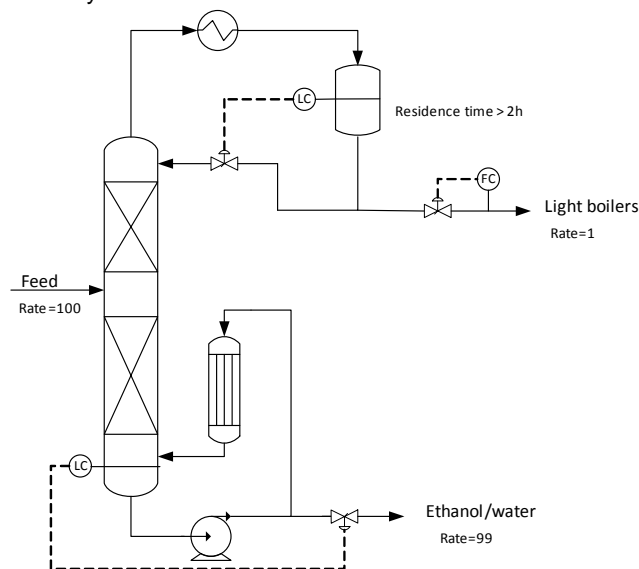 LC
Residence time > 2h
FC
Light boilers
Rate=1
Feed
Rate=100
LC
Ethanol/water
Rate=99